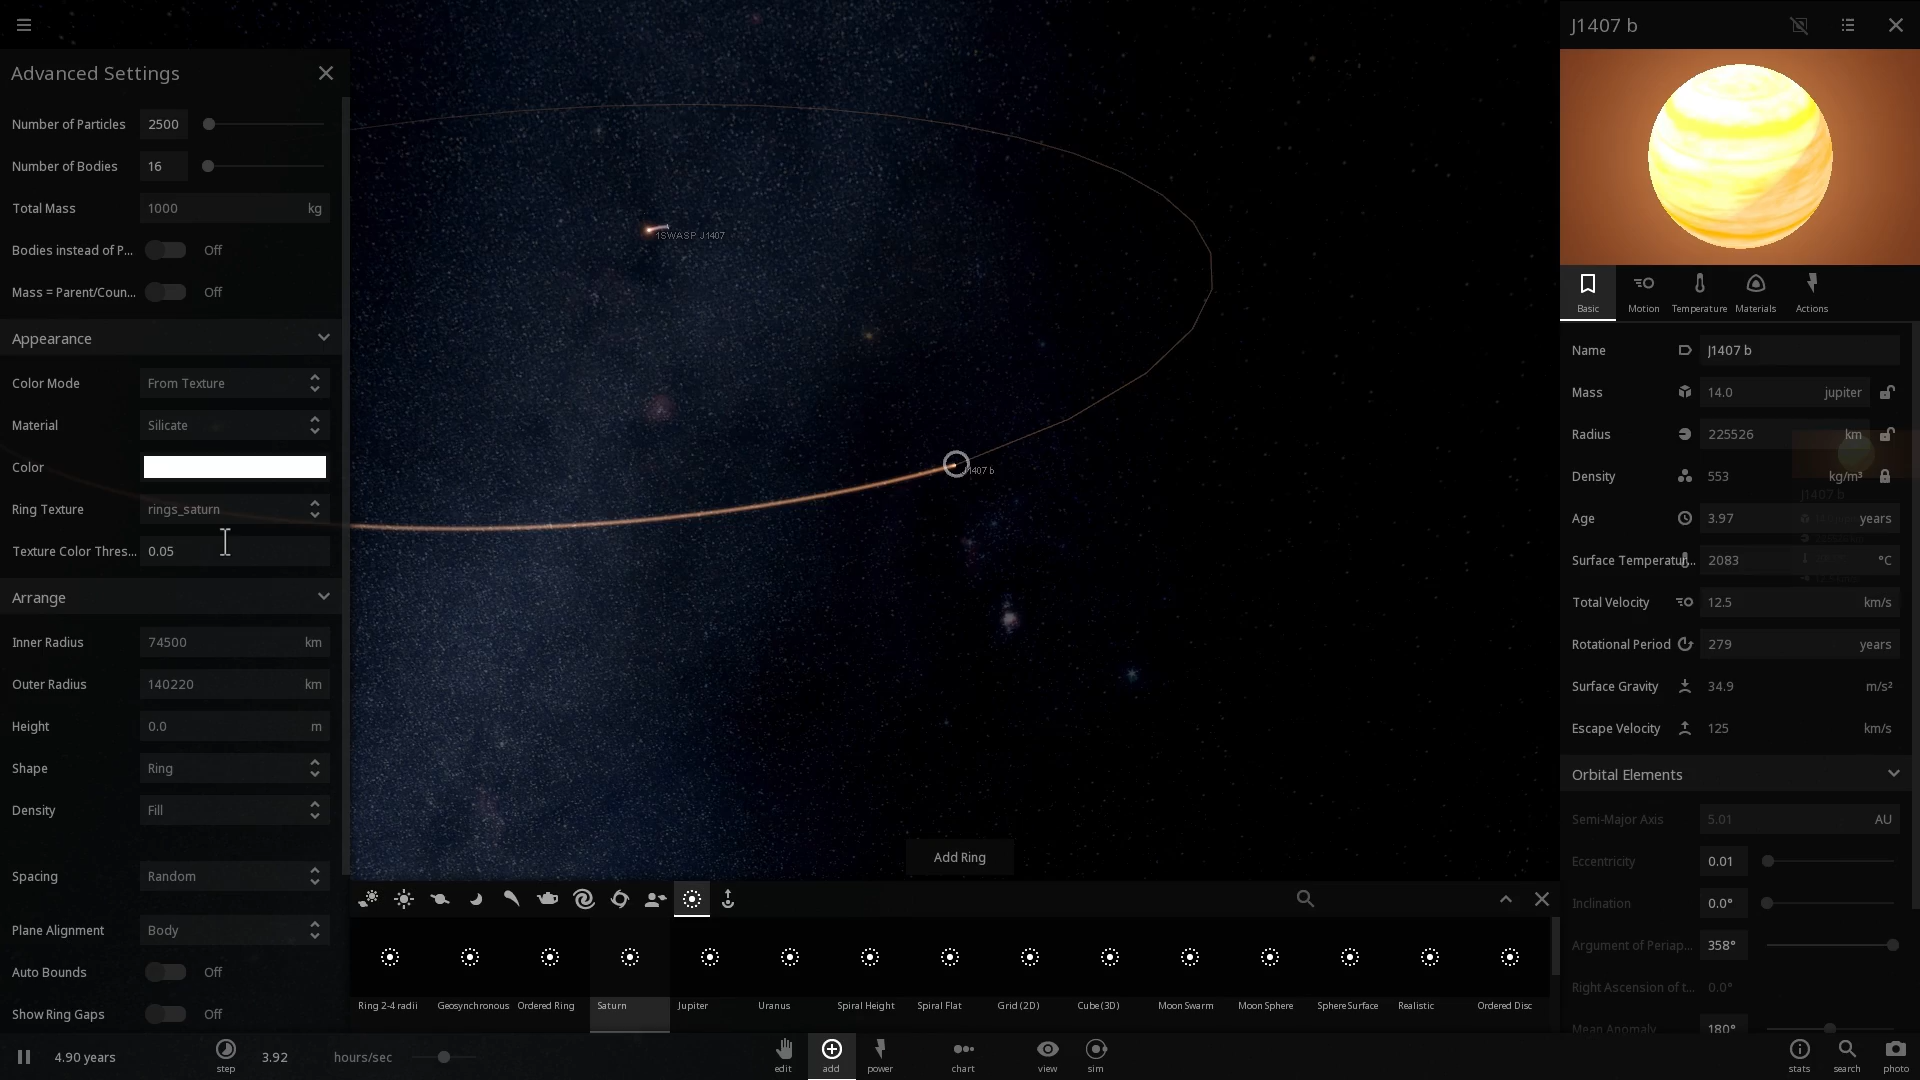 J1407 b
Advanced Settings
Number of Particles 2500
Number of Bodies 16
Total Mass 1000 kg
Bodies instead of P... Off
Mass = Parent/Coun... Off
Appearance
Color Mode From Texture
Material Silicate
Color
Ring Texture rings_saturn
Texture Color Thres... 0.05
Arrange
Inner Radius 74500 km
Outer Radius 140220 km
Height 0.0 m
Shape Ring
Density Fill
Spacing Random
Plane Alignment Body
Auto Bounds Off
Show Ring Gaps Off
1SWASP J1407
J1407 b
Add Ring
Ring 2-4 radii Geosynchronous Ordered Ring Saturn Jupiter Uranus Spiral Height Spiral Flat Grid (2D) Cube (3D) Moon Swarm Moon Sphere Sphere Surface Realistic Ordered Disc
Basic Motion Temperature Materials Actions
Name J1407 b
Mass 14.0 jupiter
Radius 225526 km
Density 553 kg/m³
J1407 b
Age 3.97 years
Surface Temperatur... 2083 °C
Total Velocity 12.5 km/s
Rotational Period 279 years
Surface Gravity 34.9 m/s²
Escape Velocity 125 km/s
Orbital Elements
Semi-Major Axis 5.01 AU
Eccentricity 0.01
Inclination 0.0°
Argument of Periap... 358°
Right Ascension of t... 0.0°
Mean Anomaly 180°
4.90 years step 3.92 hours/sec edit add power chart view sim stats search photo